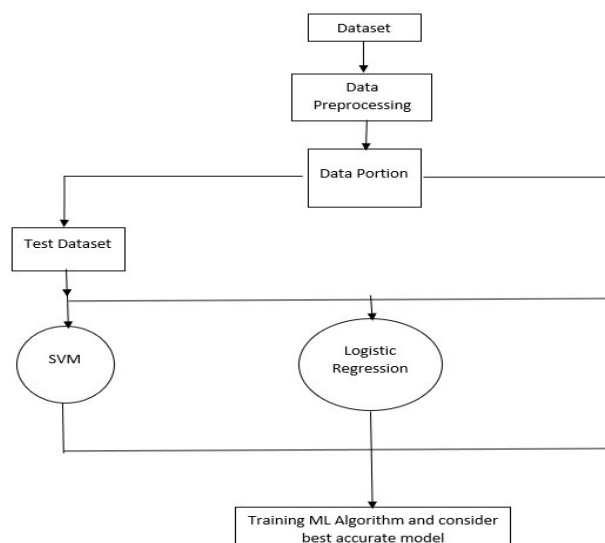 Dataset
Data
Preprocessing
Data Portion
Test Dataset
SVM
Logistic
Regression
Training ML Algorithm and consider
best accurate model